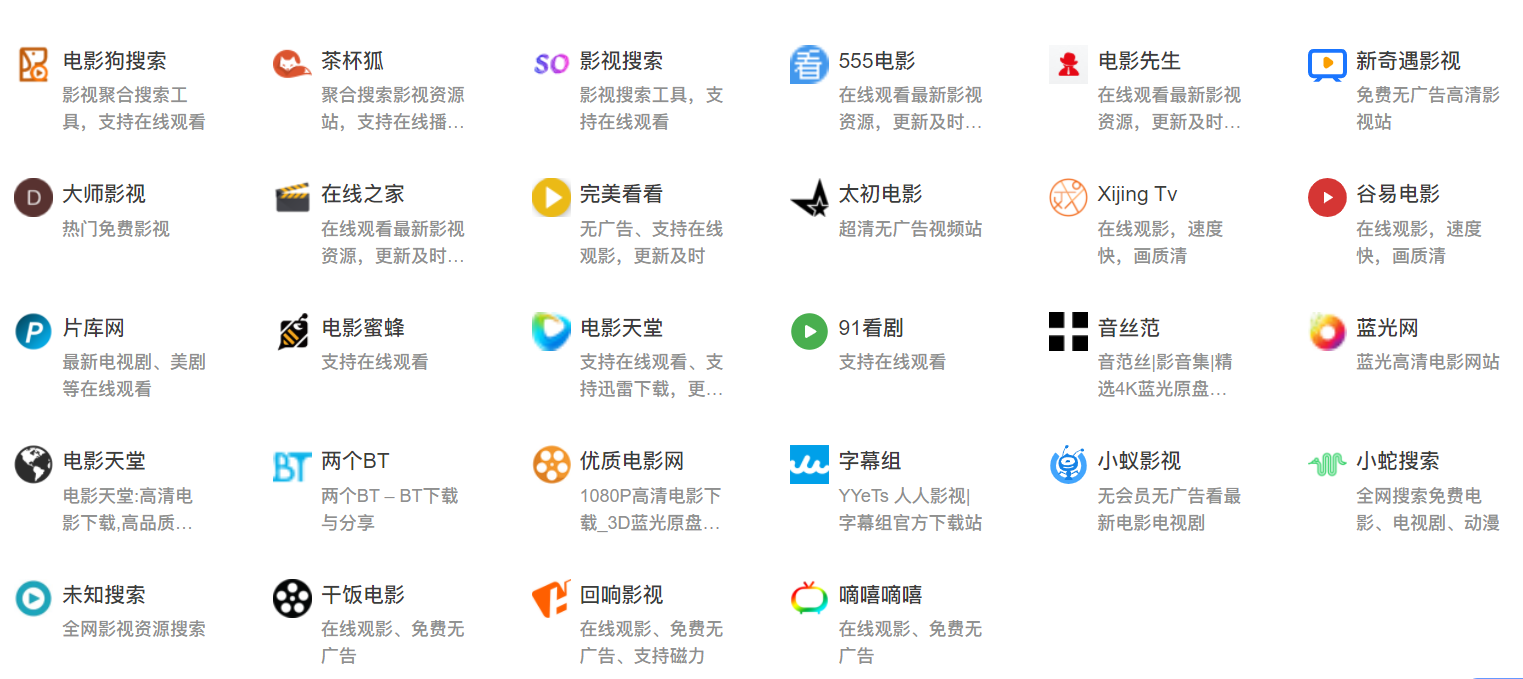 电影狗搜索
影视聚合搜索工
具，支持在线观看
茶杯狐
聚合搜索影视资源
站，支持在线播…
SO
影视搜索
影视搜索工具，支
持在线观看
看
555电影
在线观看最新影视
资源，更新及时…
电影先生
在线观看最新影视
资源，更新及时…
新奇遇影视
免费无广告高清影
视站
D
大师影视
热门免费影视
在线之家
在线观看最新影视
资源，更新及时…
完美看看
无广告、支持在线
观影，更新及时
太初电影
超清无广告视频站
Xijing Tv
在线观影，速度
快，画质清
谷易电影
在线观影，速度
快，画质清
P
片库网
最新电视剧、美剧
等在线观看
电影蜜蜂
支持在线观看
电影天堂
支持在线观看、支
持迅雷下载，更…
91看剧
支持在线观看
音丝范
音范丝|影音集|精
选4K蓝光原盘…
蓝光网
蓝光高清电影网站
电影天堂
电影天堂:高清电
影下载,高品质…
BT
两个BT
两个BT – BT下载
与分享
优质电影网
1080P高清电影下
载_3D蓝光原盘…
字幕组
YYeTs 人人影视|
字幕组官方下载站
小蚁影视
无会员无广告看最
新电影电视剧
小蛇搜索
全网搜索免费电
影、电视剧、动漫
未知搜索
全网影视资源搜索
干饭电影
在线观影、免费无
广告
回响影视
在线观影、免费无
广告、支持磁力
嘀嘻嘀嘻
在线观影、免费无
广告